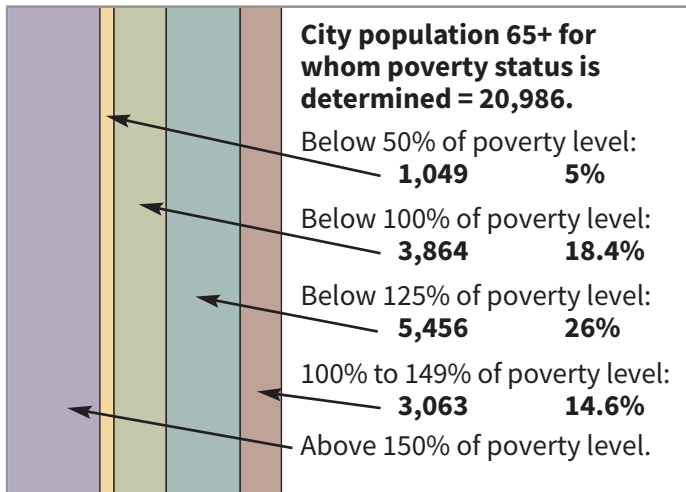 City population 65+ for
whom poverty status is
determined = 20,986.
Below 50% of poverty level:
1,049 5%
Below 100% of poverty level:
3,864 18.4%
Below 125% of poverty level:
5,456 26%
100% to 149% of poverty level:
3,063 14.6%
Above 150% of poverty level.